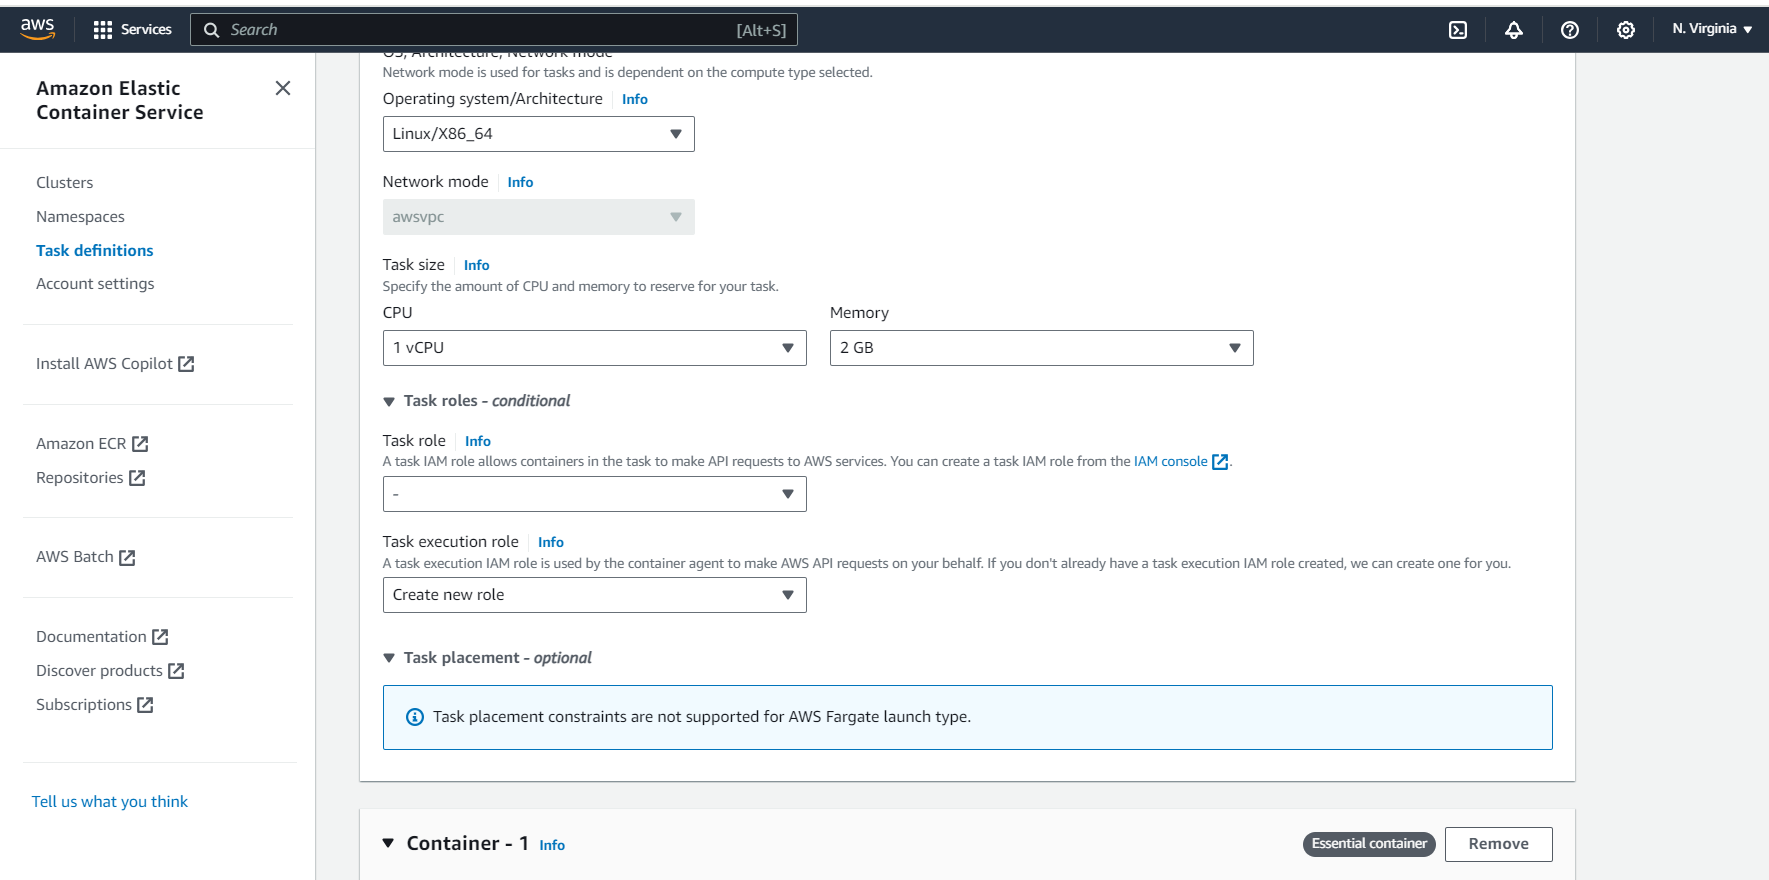 aws Services Search [Alt+S] N. Virginia
Amazon Elastic
Container Service
Clusters
Namespaces
Task definitions
Account settings
Install AWS Copilot
Amazon ECR
Repositories
AWS Batch
Documentation
Discover products
Subscriptions
Tell us what you think
OS, Architecture, Network mode
Network mode is used for tasks and is dependent on the compute type selected.
Operating system/Architecture Info
Linux/X86_64
Network mode Info
awsvpc
Task size Info
Specify the amount of CPU and memory to reserve for your task.
CPU Memory
1 vCPU 2 GB
Task roles - conditional
Task role Info
A task IAM role allows containers in the task to make API requests to AWS services. You can create a task IAM role from the IAM console.
-
Task execution role Info
A task execution IAM role is used by the container agent to make AWS API requests on your behalf. If you don't already have a task execution IAM role created, we can create one for you.
Create new role
Task placement - optional
Task placement constraints are not supported for AWS Fargate launch type.
Container - 1 Info Essential container Remove